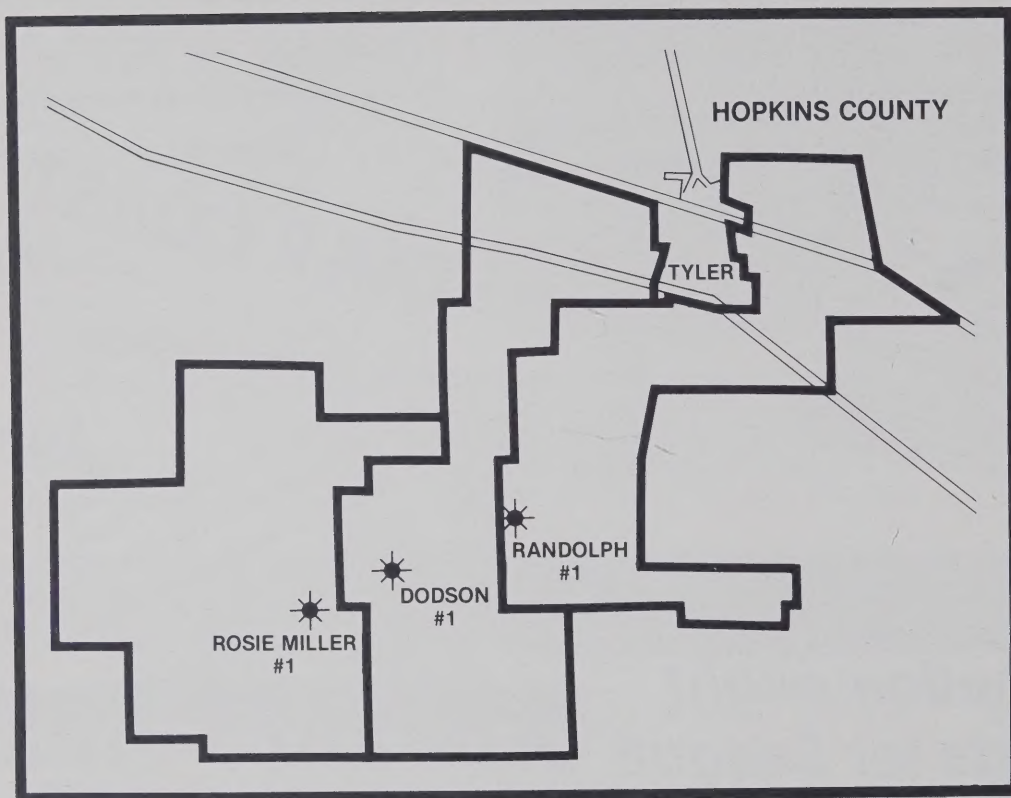 HOPKINS COUNTY
TYLER
RANDOLPH
#1
DODSON
#1
ROSIE MILLER
#1